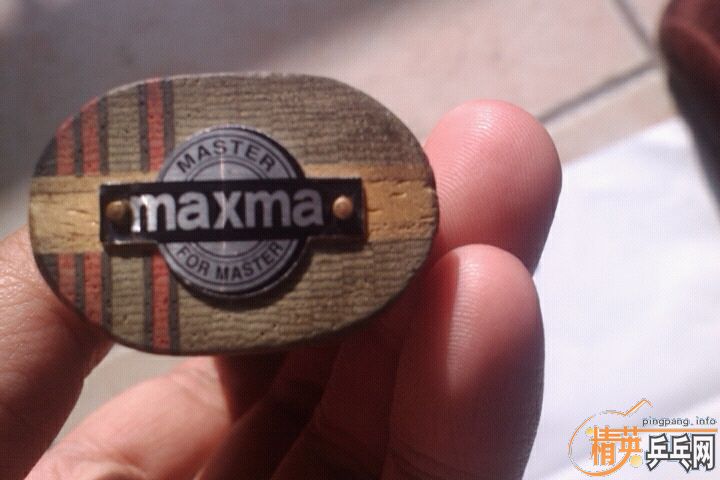 MASTER
maxma
FOR MASTER
pingpang.info
精英乒乓网